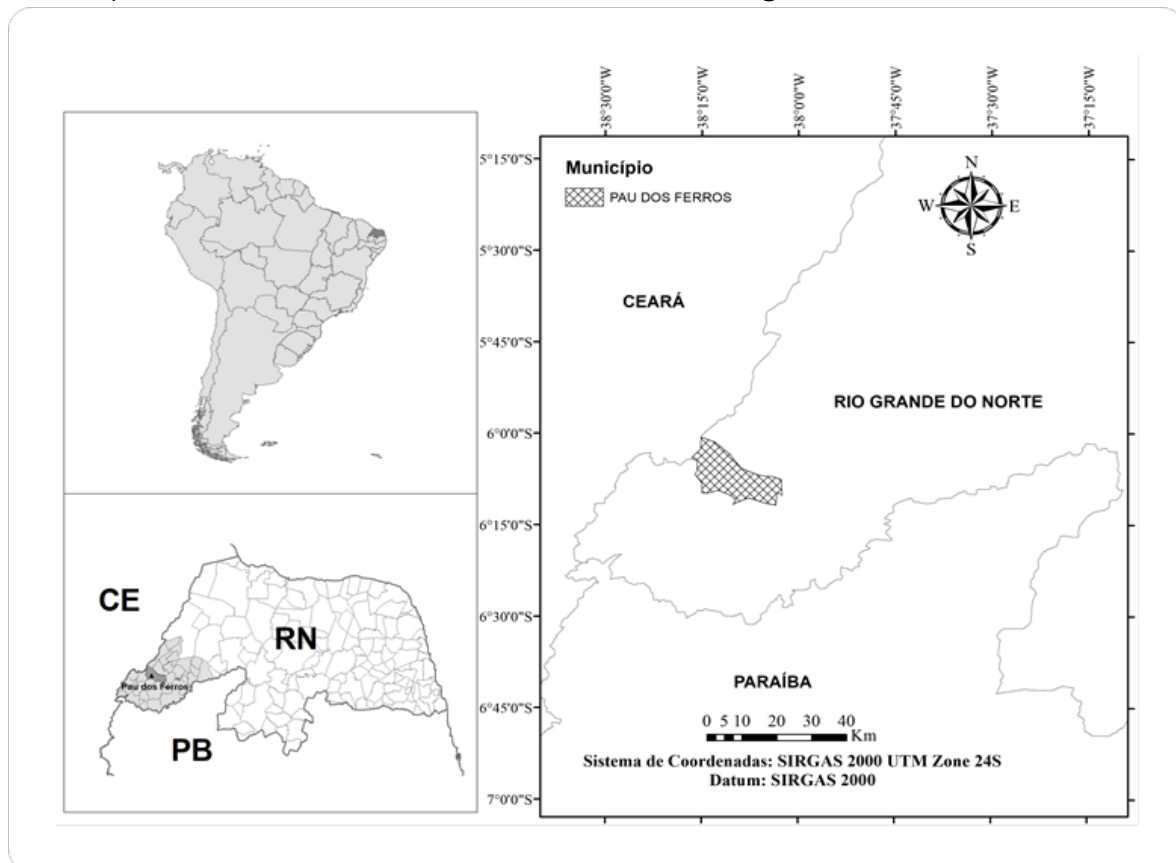 CE
RN
Pau dos Ferros
PB
38°30'0"W
38°15'0"W
38°0'0"W
37°45'0"W
37°30'0"W
37°15'0"W
5°15'0"S
5°30'0"S
5°45'0"S
6°0'0"S
6°15'0"S
6°30'0"S
6°45'0"S
7°0'0"S
Município
PAU DOS FERROS
N
W E
S
CEARÁ
RIO GRANDE DO NORTE
PARAÍBA
0 5 10 20 30 40
Km
Sistema de Coordenadas: SIRGAS 2000 UTM Zone 24S
Datum: SIRGAS 2000